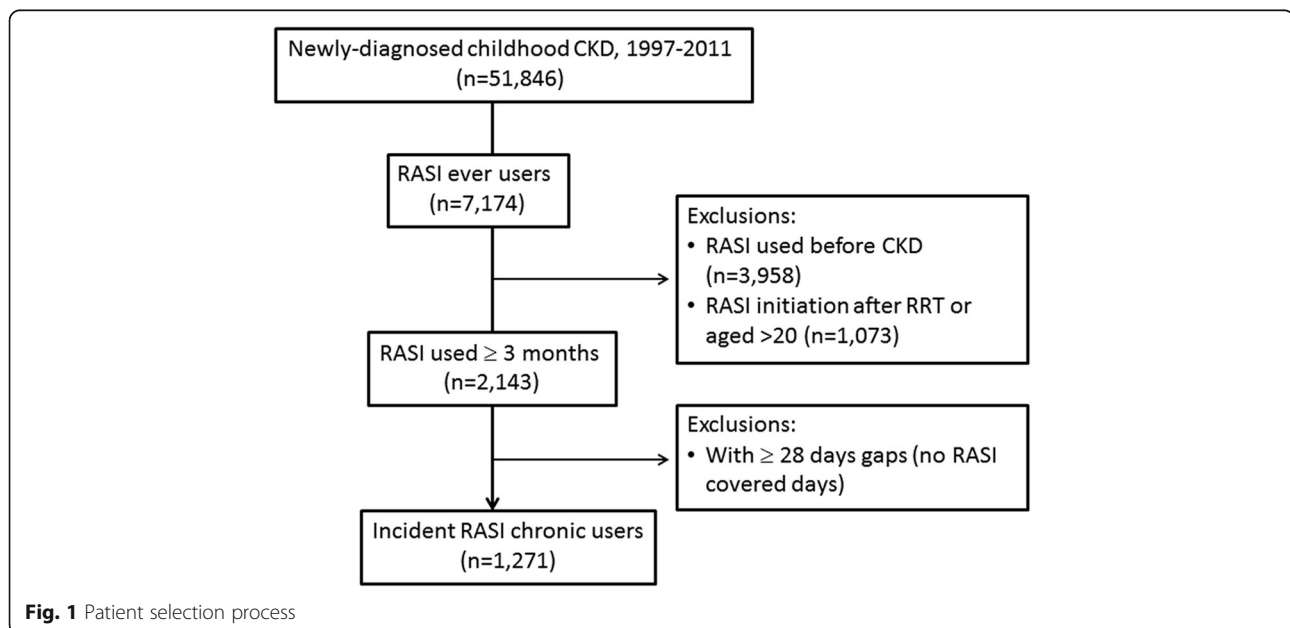 Newly-diagnosed childhood CKD, 1997-2011
(n=51,846)
RASI ever users
(n=7,174)
Exclusions:
• RASI used before CKD
(n=3,958)
• RASI initiation after RRT or
aged >20 (n=1,073)
RASI used ≥ 3 months
(n=2,143)
Exclusions:
• With ≥ 28 days gaps (no RASI
covered days)
Incident RASI chronic users
(n=1,271)
Fig. 1 Patient selection process